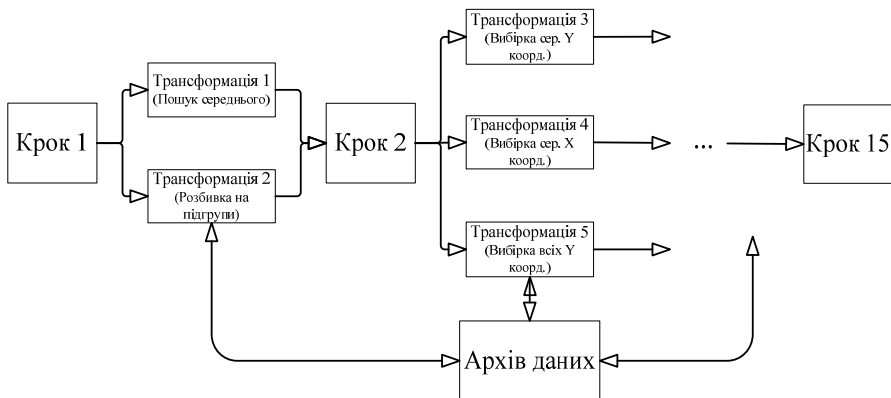 Трансформація 3
(Вибірка сер. Y
коорд.)
Трансформація 1
(Пошук середнього)
Крок 1
Крок 2
Трансформація 4
(Вибірка сер. X
коорд.)
...
Крок 15
Трансформація 2
(Розбивка на
підгрупи)
Трансформація 5
(Вибірка всіх Y
коорд.)
Архів даних